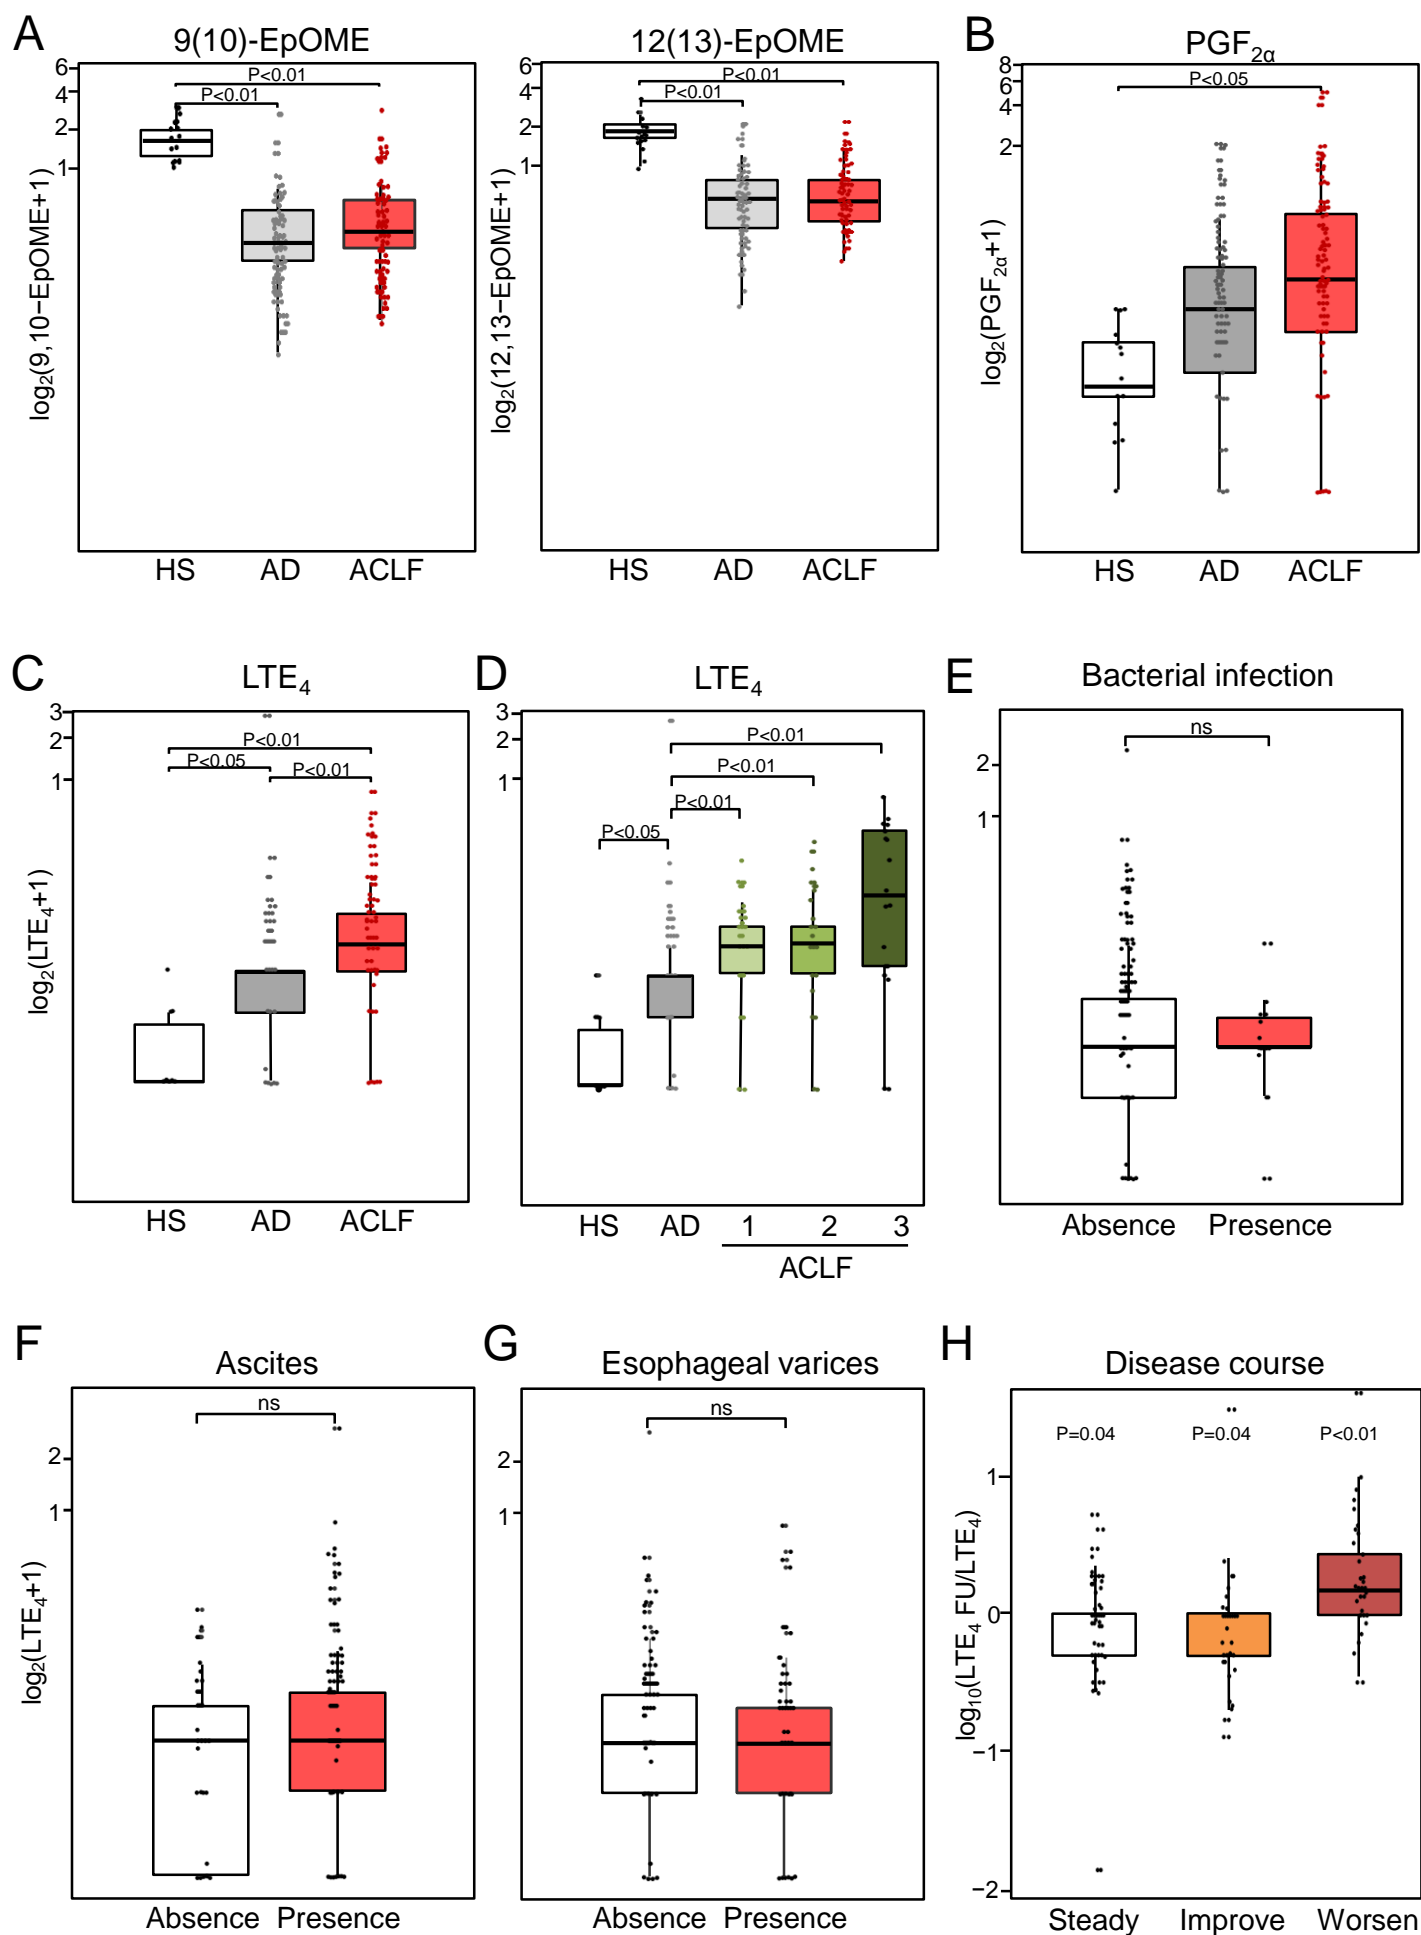 A
9(10)-EpOME
6
4
2
1
P<0.01
P<0.01
log₂(9,10−EpOME+1)
HS AD ACLF
12(13)-EpOME
6
4
2
1
P<0.01
P<0.01
log₂(12,13−EpOME+1)
HS AD ACLF
B
PGF₂α
8
6
4
2
P<0.05
log₂(PGF₂α+1)
HS AD ACLF
C
LTE₄
3
2
1
P<0.01
P<0.05
P<0.01
log₂(LTE₄+1)
HS AD ACLF
D
LTE₄
3
2
1
P<0.01
P<0.01
P<0.01
P<0.05
HS AD 1 2 3
ACLF
E
Bacterial infection
ns
2
1
Absence Presence
F
Ascites
ns
2
1
log₂(LTE₄+1)
Absence Presence
G
Esophageal varices
ns
2
1
Absence Presence
H
Disease course
P=0.04 P=0.04 P<0.01
1
0
−1
−2
log₁₀(LTE₄ FU/LTE₄)
Steady Improve Worsen